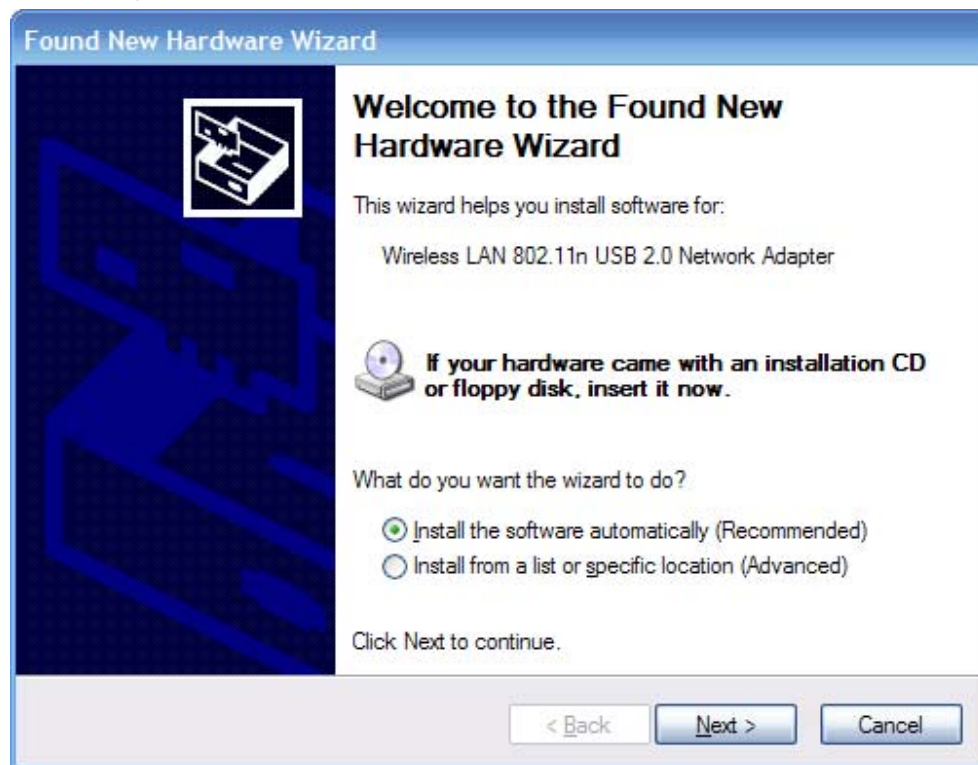 Found New Hardware Wizard
Welcome to the Found New
Hardware Wizard
This wizard helps you install software for:
Wireless LAN 802.11n USB 2.0 Network Adapter
If your hardware came with an installation CD
or floppy disk, insert it now.
What do you want the wizard to do?
Install the software automatically (Recommended)
Install from a list or specific location (Advanced)
Click Next to continue.
< Back Next > Cancel